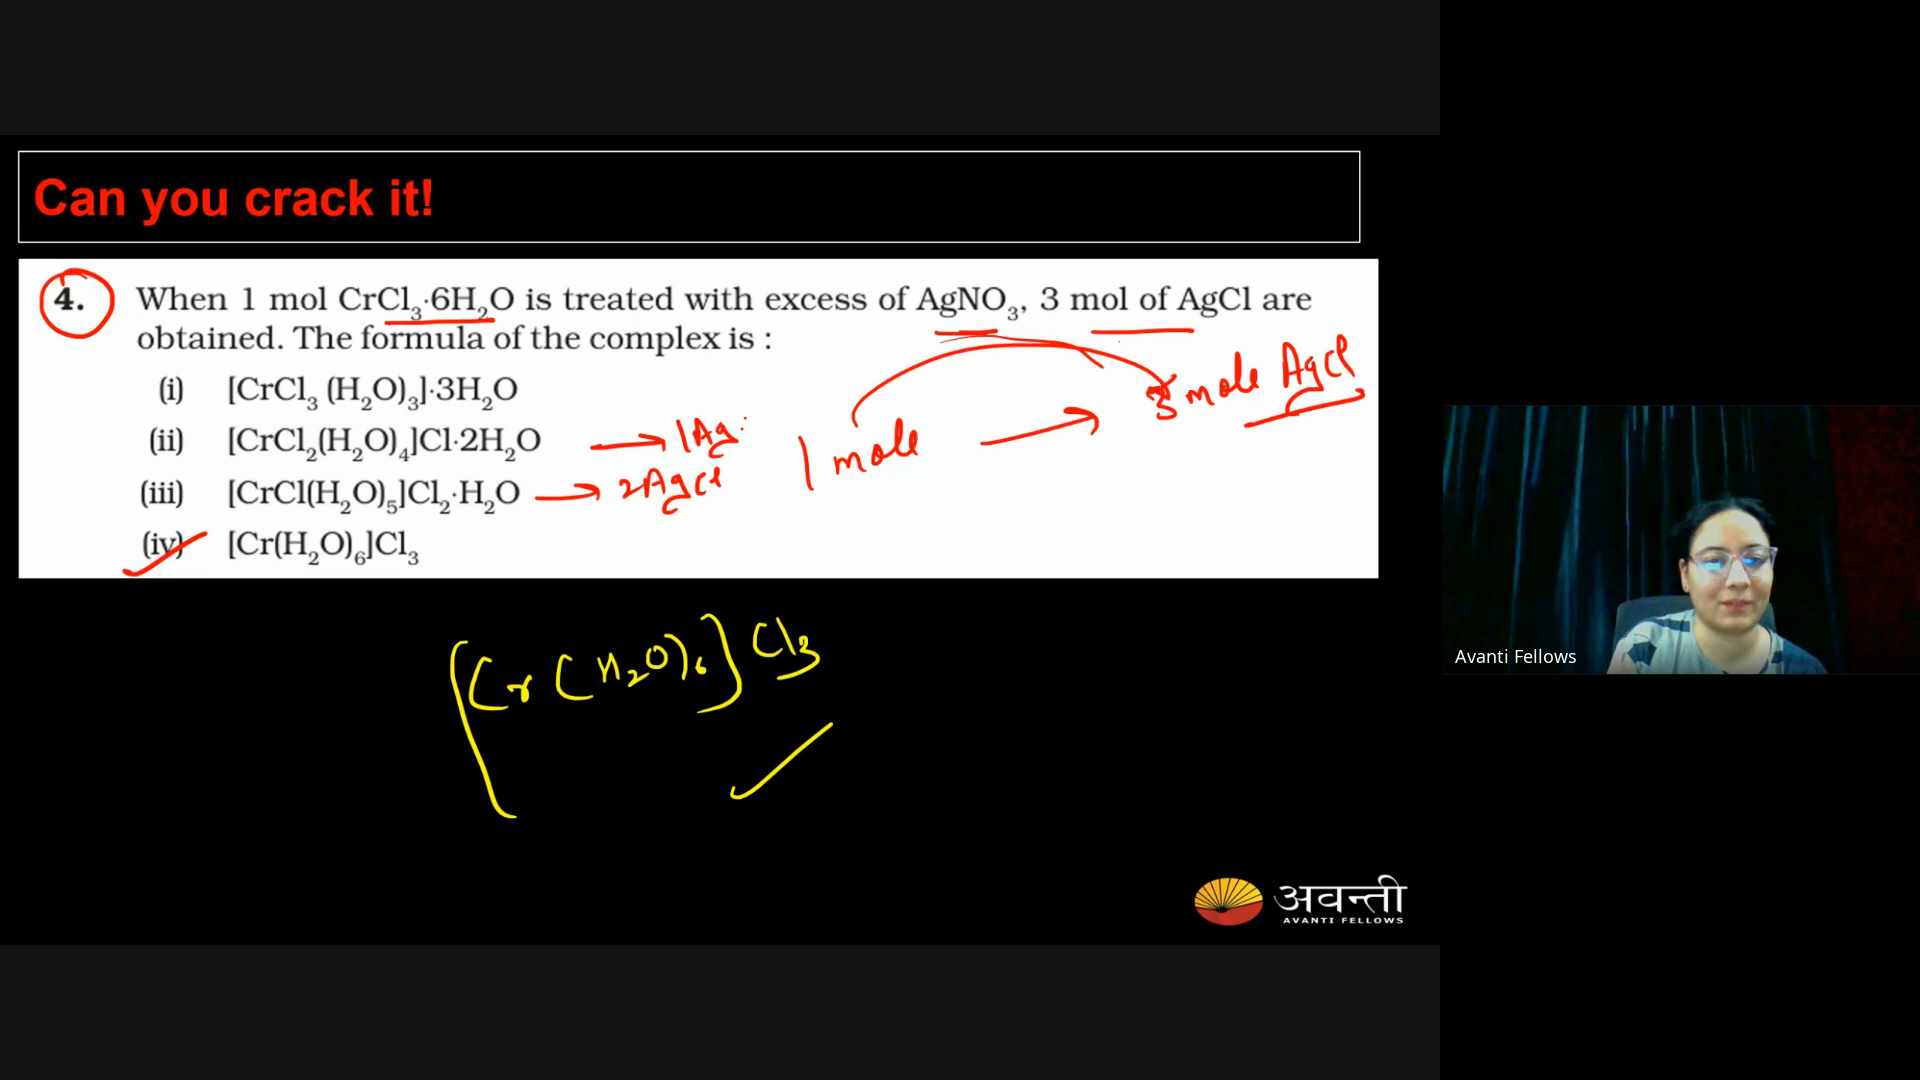 Can you crack it!
4. When 1 mol CrCl₃·6H₂O is treated with excess of AgNO₃, 3 mol of AgCl are
obtained. The formula of the complex is :
(i) [CrCl₃ (H₂O)₃]·3H₂O
(ii) [CrCl₂(H₂O)₄]Cl·2H₂O → 1Ag
(iii) [CrCl(H₂O)₅]Cl₂·H₂O → 2AgCl
(iv) [Cr(H₂O)₆]Cl₃
1 mole → 3 mole AgCl
[Cr(H₂O)₆]Cl₃
Avanti Fellows
अवन्ती
AVANTI FELLOWS